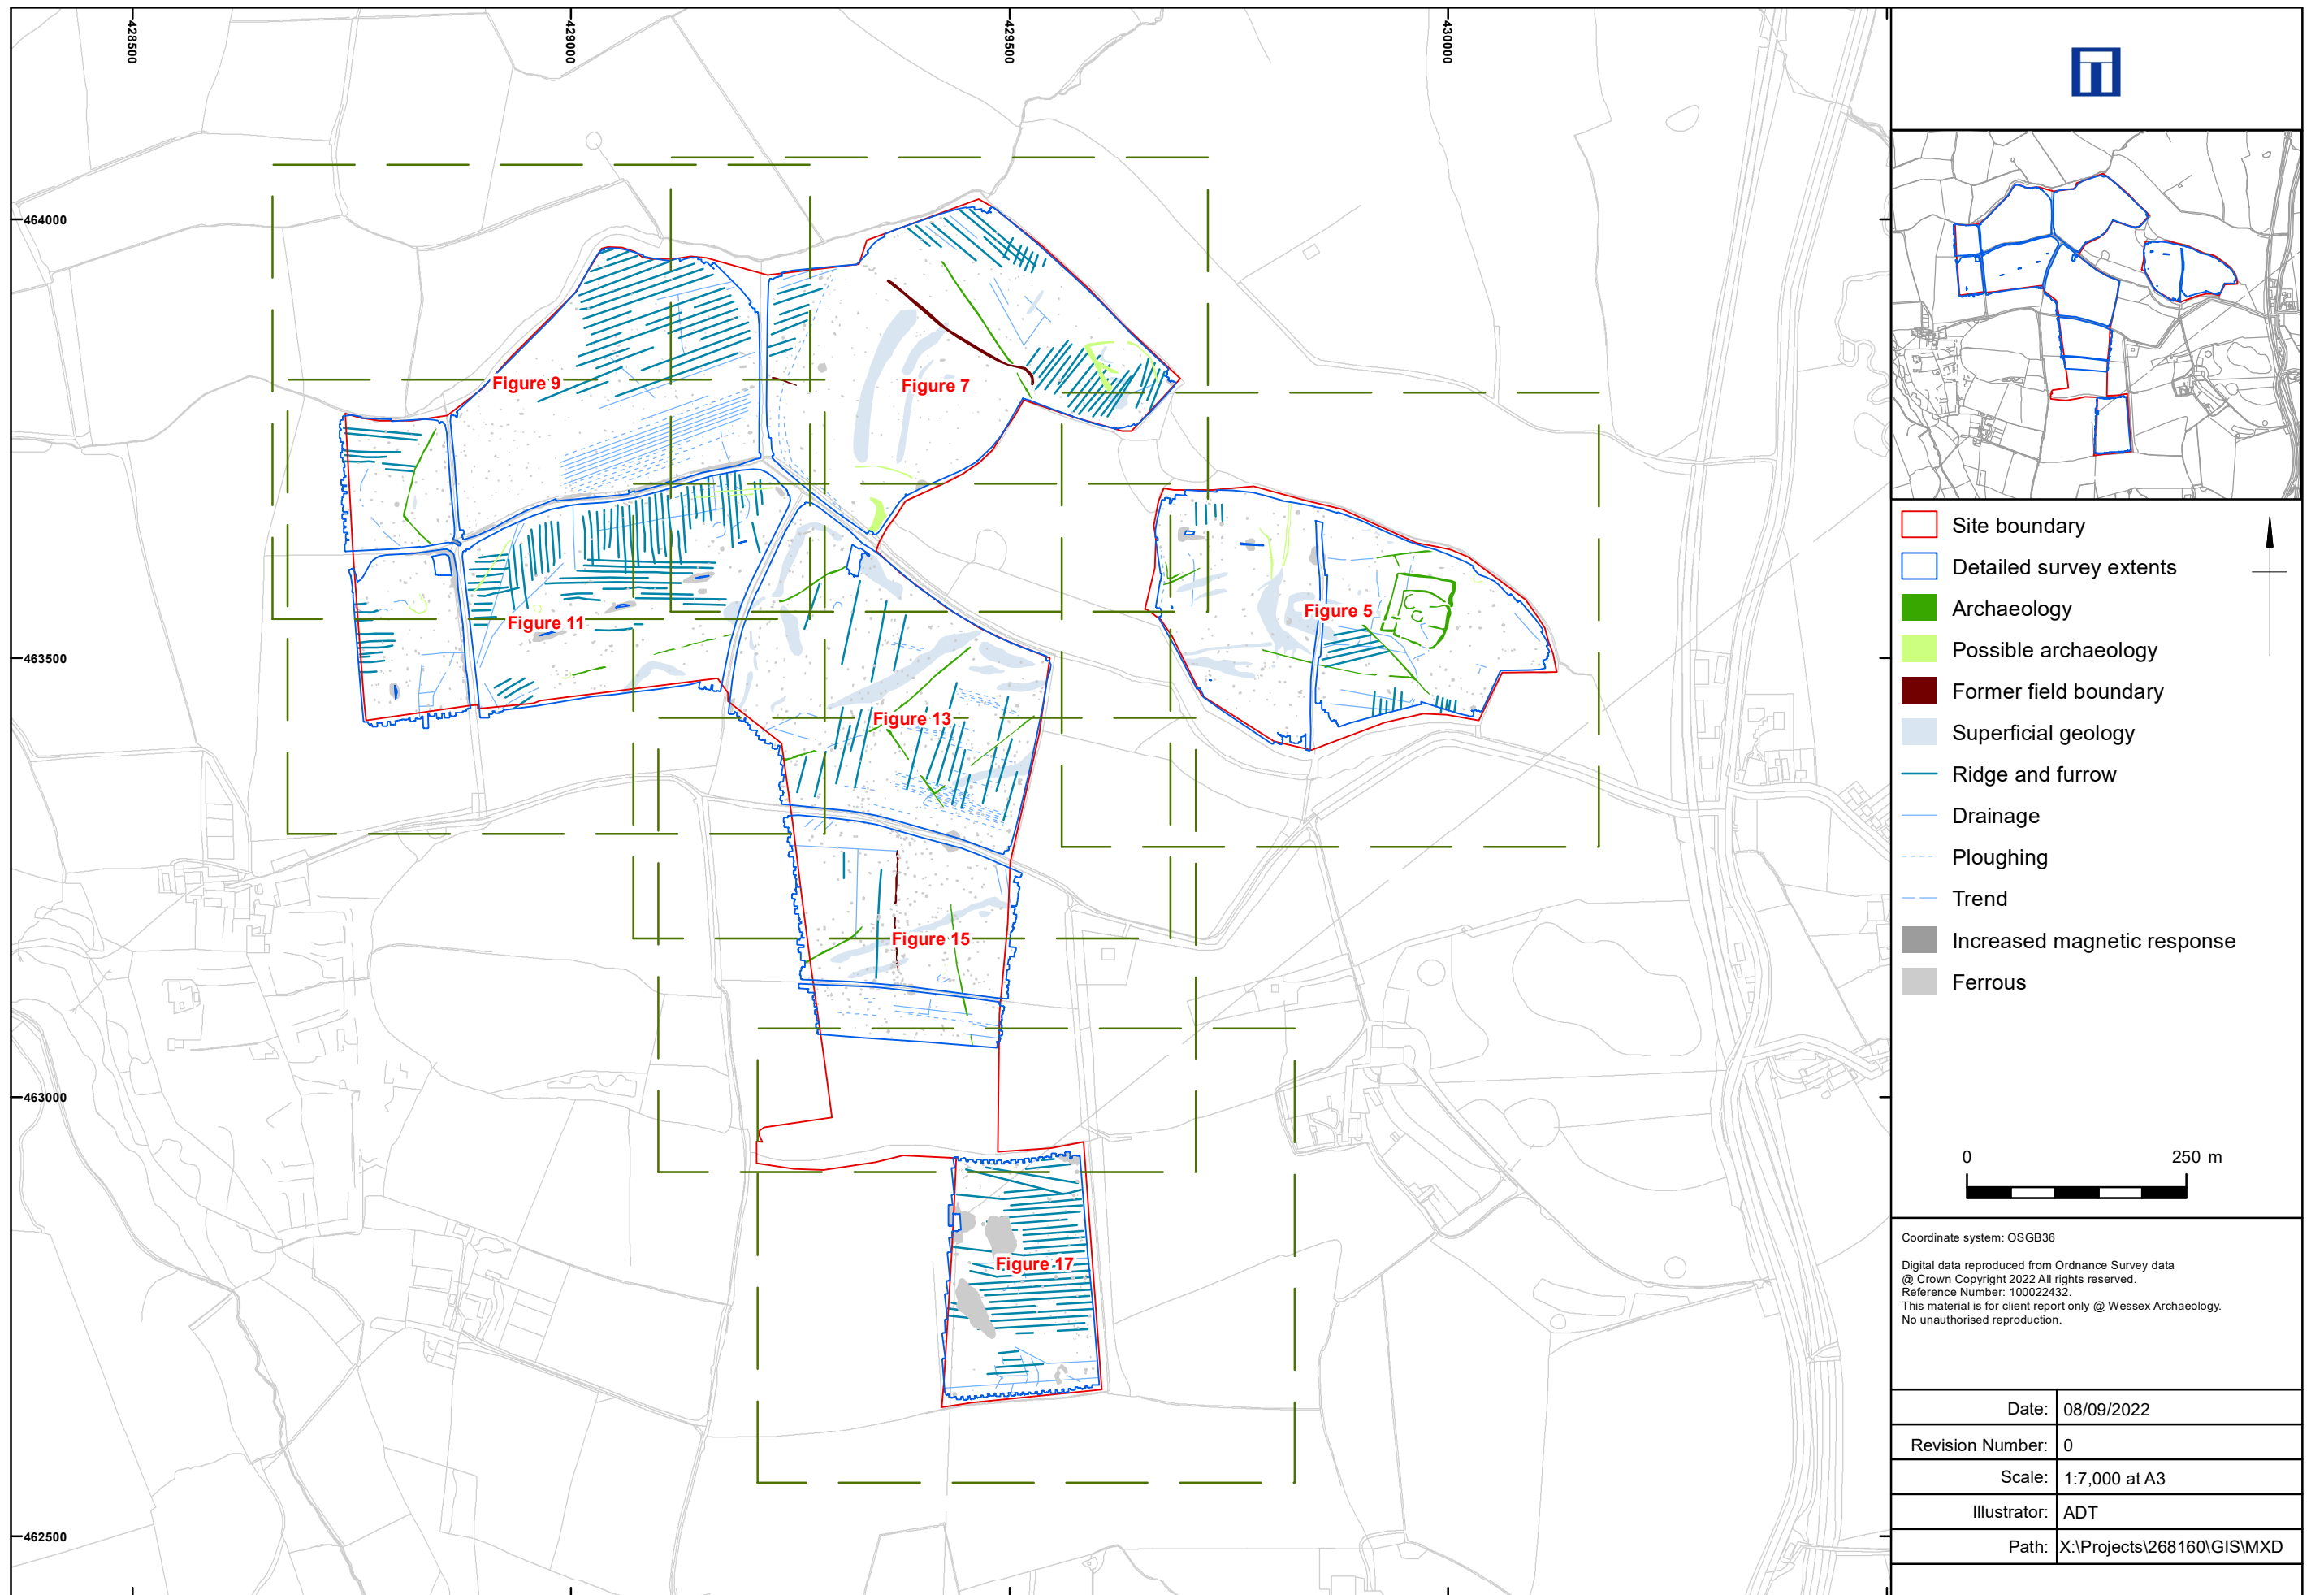 428500
429000
429500
430000
464000
463500
463000
462500
Figure 9
Figure 7
Figure 11
Figure 5
Figure 13
Figure 15
Figure 17
Site boundary
Detailed survey extents
Archaeology
Possible archaeology
Former field boundary
Superficial geology
Ridge and furrow
Drainage
Ploughing
Trend
Increased magnetic response
Ferrous
0 250 m
Coordinate system: OSGB36
Digital data reproduced from Ordnance Survey data
@ Crown Copyright 2022 All rights reserved.
Reference Number: 100022432.
This material is for client report only @ Wessex Archaeology.
No unauthorised reproduction.
Date: 08/09/2022
Revision Number: 0
Scale: 1:7,000 at A3
Illustrator: ADT
Path: X:\Projects\268160\GIS\MXD